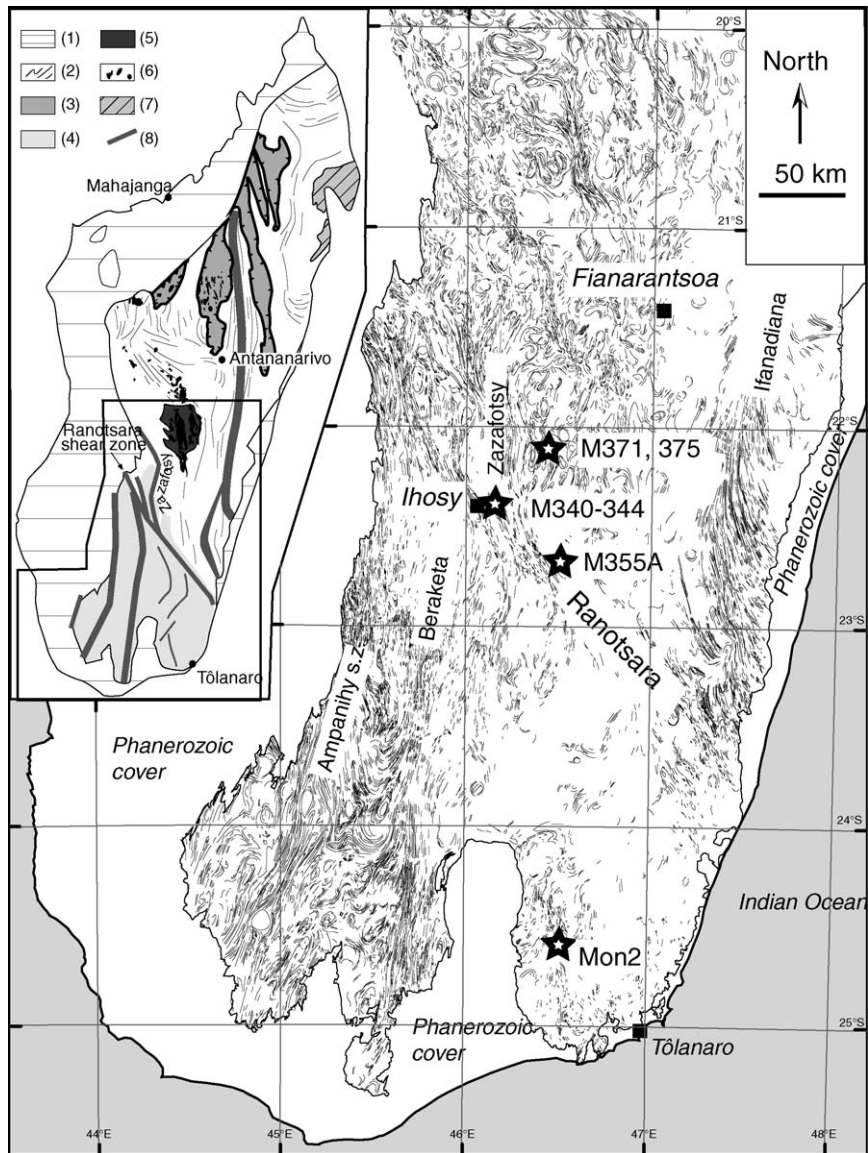 (1)
(5)
(2)
(6)
(3)
(7)
(4)
(8)
Mahajanga
Antananarivo
Ranotsara
shear zone
Zazafosy
Tôlanaro
20°S
North
50 km
21°S
Fianarantsoa
Ifanadiana
22°S
Zazafotsy
M371, 375
Ihosy
M340-344
M355A
Phanerozoic cover
Beraketa
Ranotsara
23°S
Ampanihy s.z.
Phanerozoic
cover
24°S
Indian Ocean
Mon2
25°S
Phanerozoic
cover
Tôlanaro
44°E
45°E
46°E
47°E
48°E